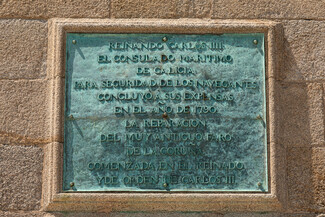 REINANDO CARLOS IIII
EL CONSULADO MARITIMO
DE GALICIA
PARA SEGURIDAD DE LOS NAVEGANTES
CONCLUYO A SUS EXPENSAS
EN EL AÑO DE 1790.
LA REPARACION
DEL MUY ANTIGUO FARO
DE LA CORUÑA
COMENZADA EN EL REINADO
Y DE ORDEN DE CARLOS III